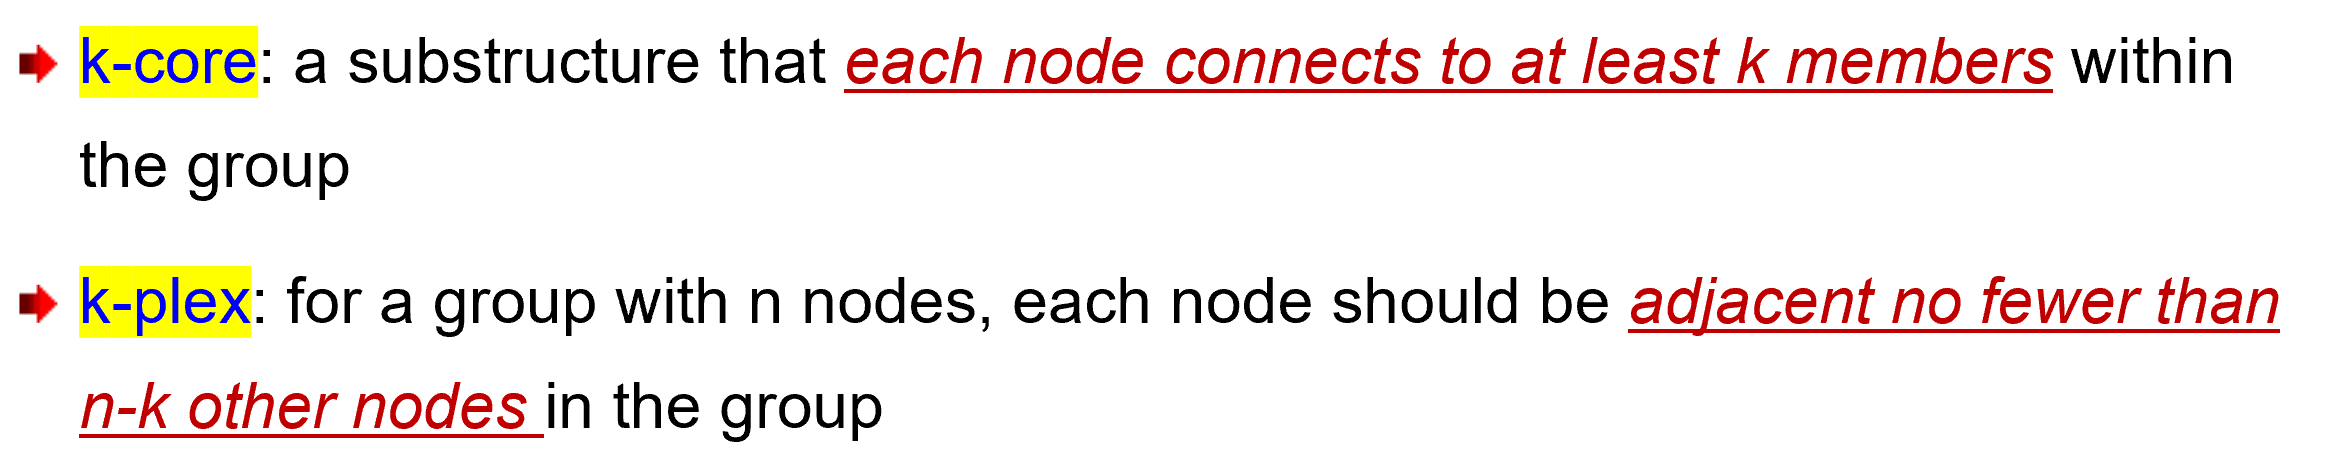 k-core: a substructure that each node connects to at least k members within
the group
k-plex: for a group with n nodes, each node should be adjacent no fewer than
n-k other nodes in the group